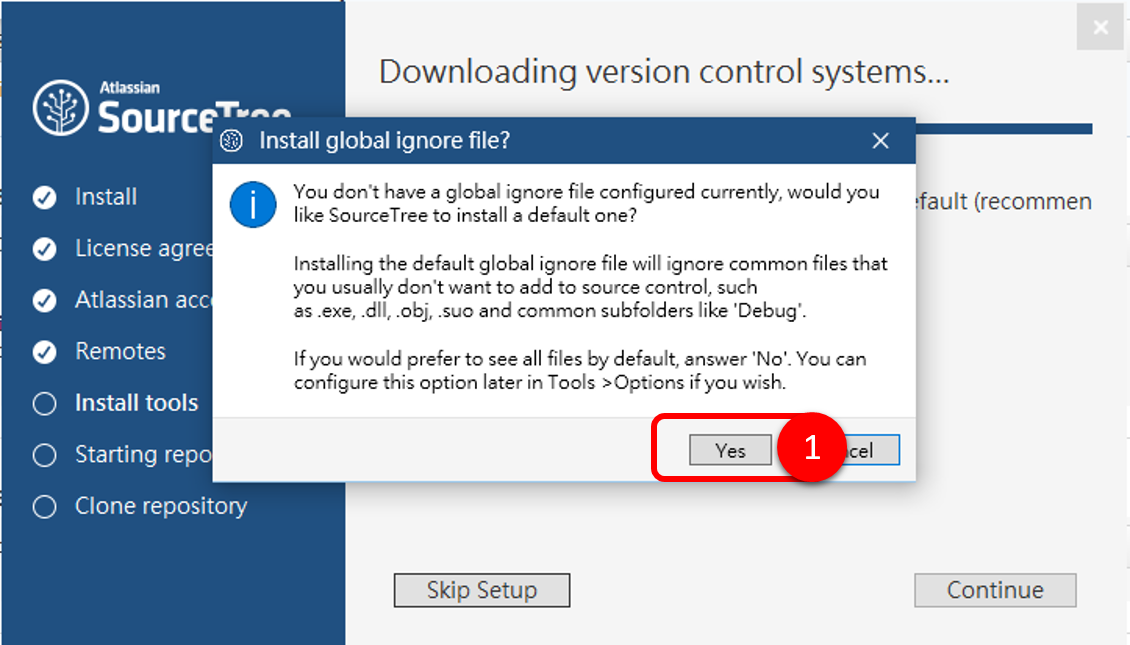 Atlassian
SourceTree
Install
License agree
Atlassian acc
Remotes
Install tools
Starting repo
Clone repository
Downloading version control systems...
efault (recommen
Install global ignore file?
You don't have a global ignore file configured currently, would you
like SourceTree to install a default one?
Installing the default global ignore file will ignore common files that
you usually don't want to add to source control, such
as .exe, .dll, .obj, .suo and common subfolders like 'Debug'.
If you would prefer to see all files by default, answer 'No'. You can
configure this option later in Tools >Options if you wish.
Yes
1
cel
Skip Setup
Continue